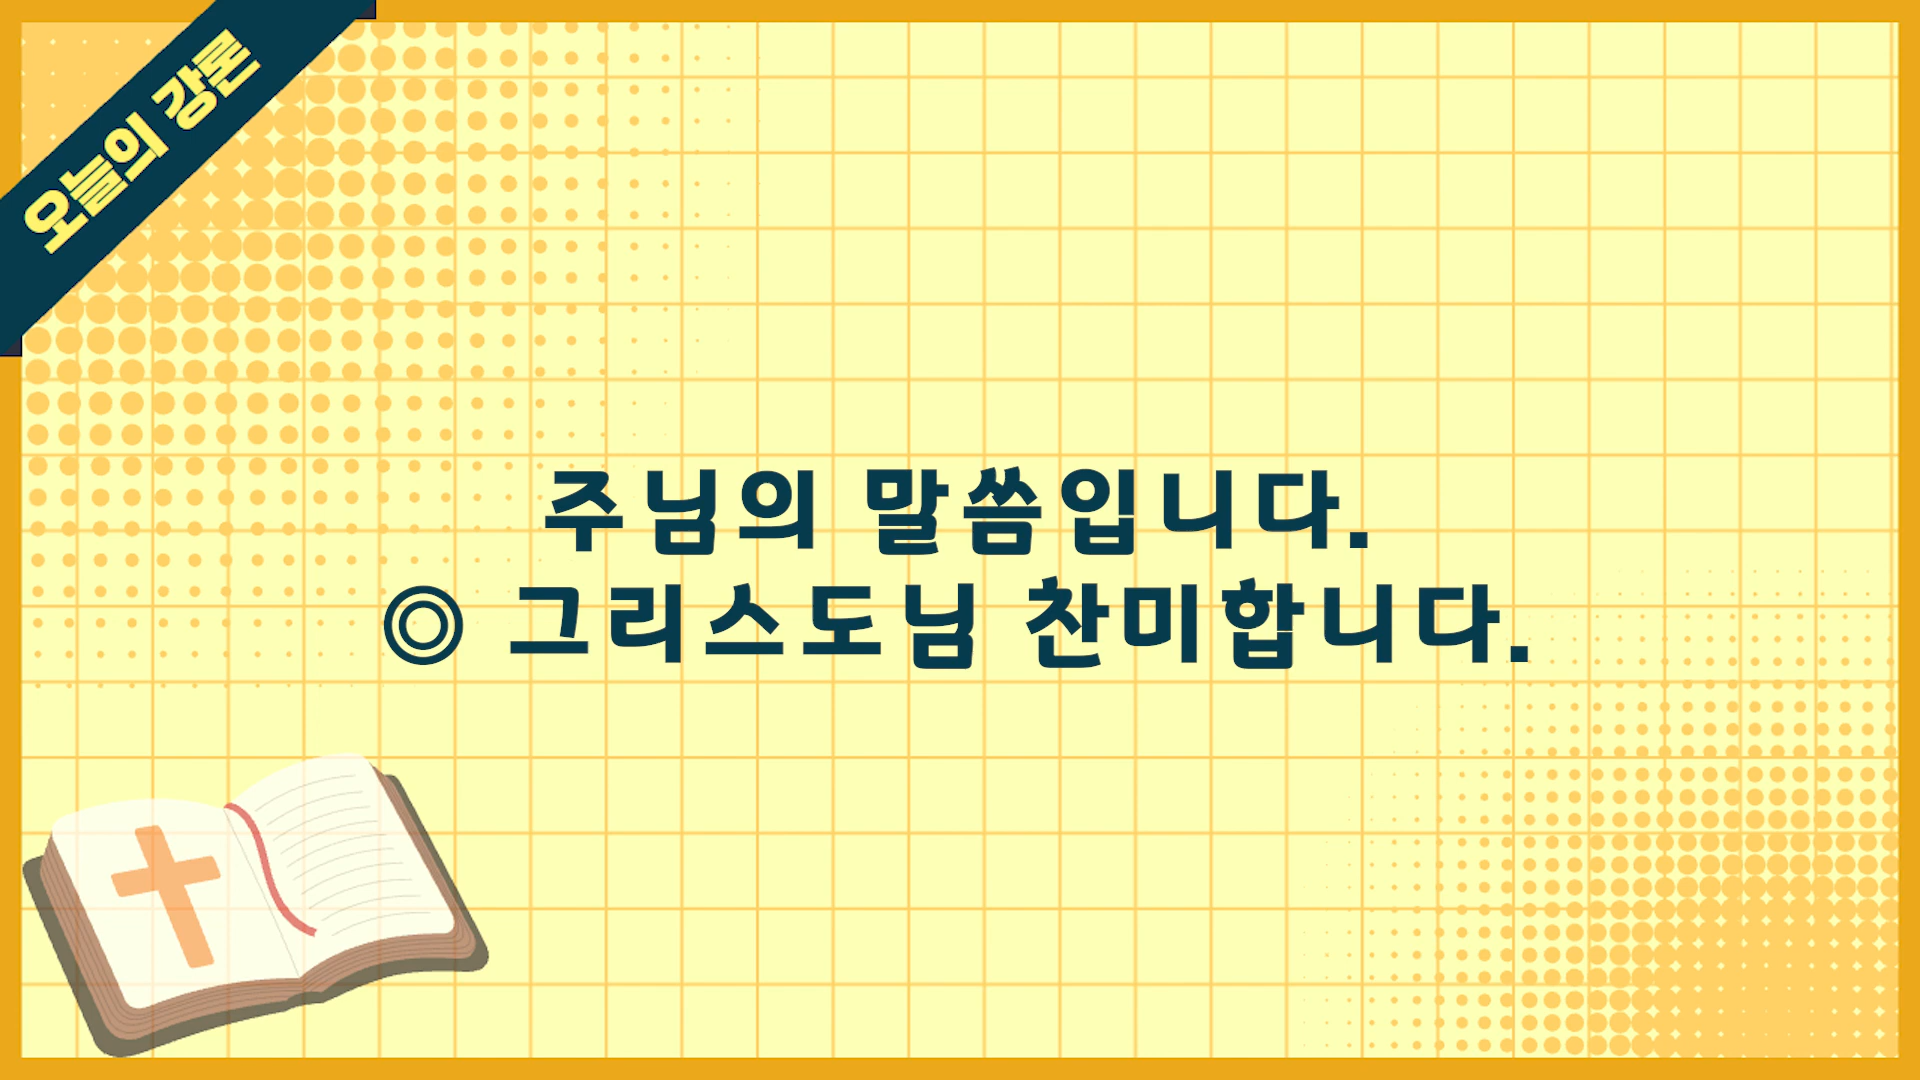 오늘의 강론
주님의 말씀입니다.
◎ 그리스도님 찬미합니다.